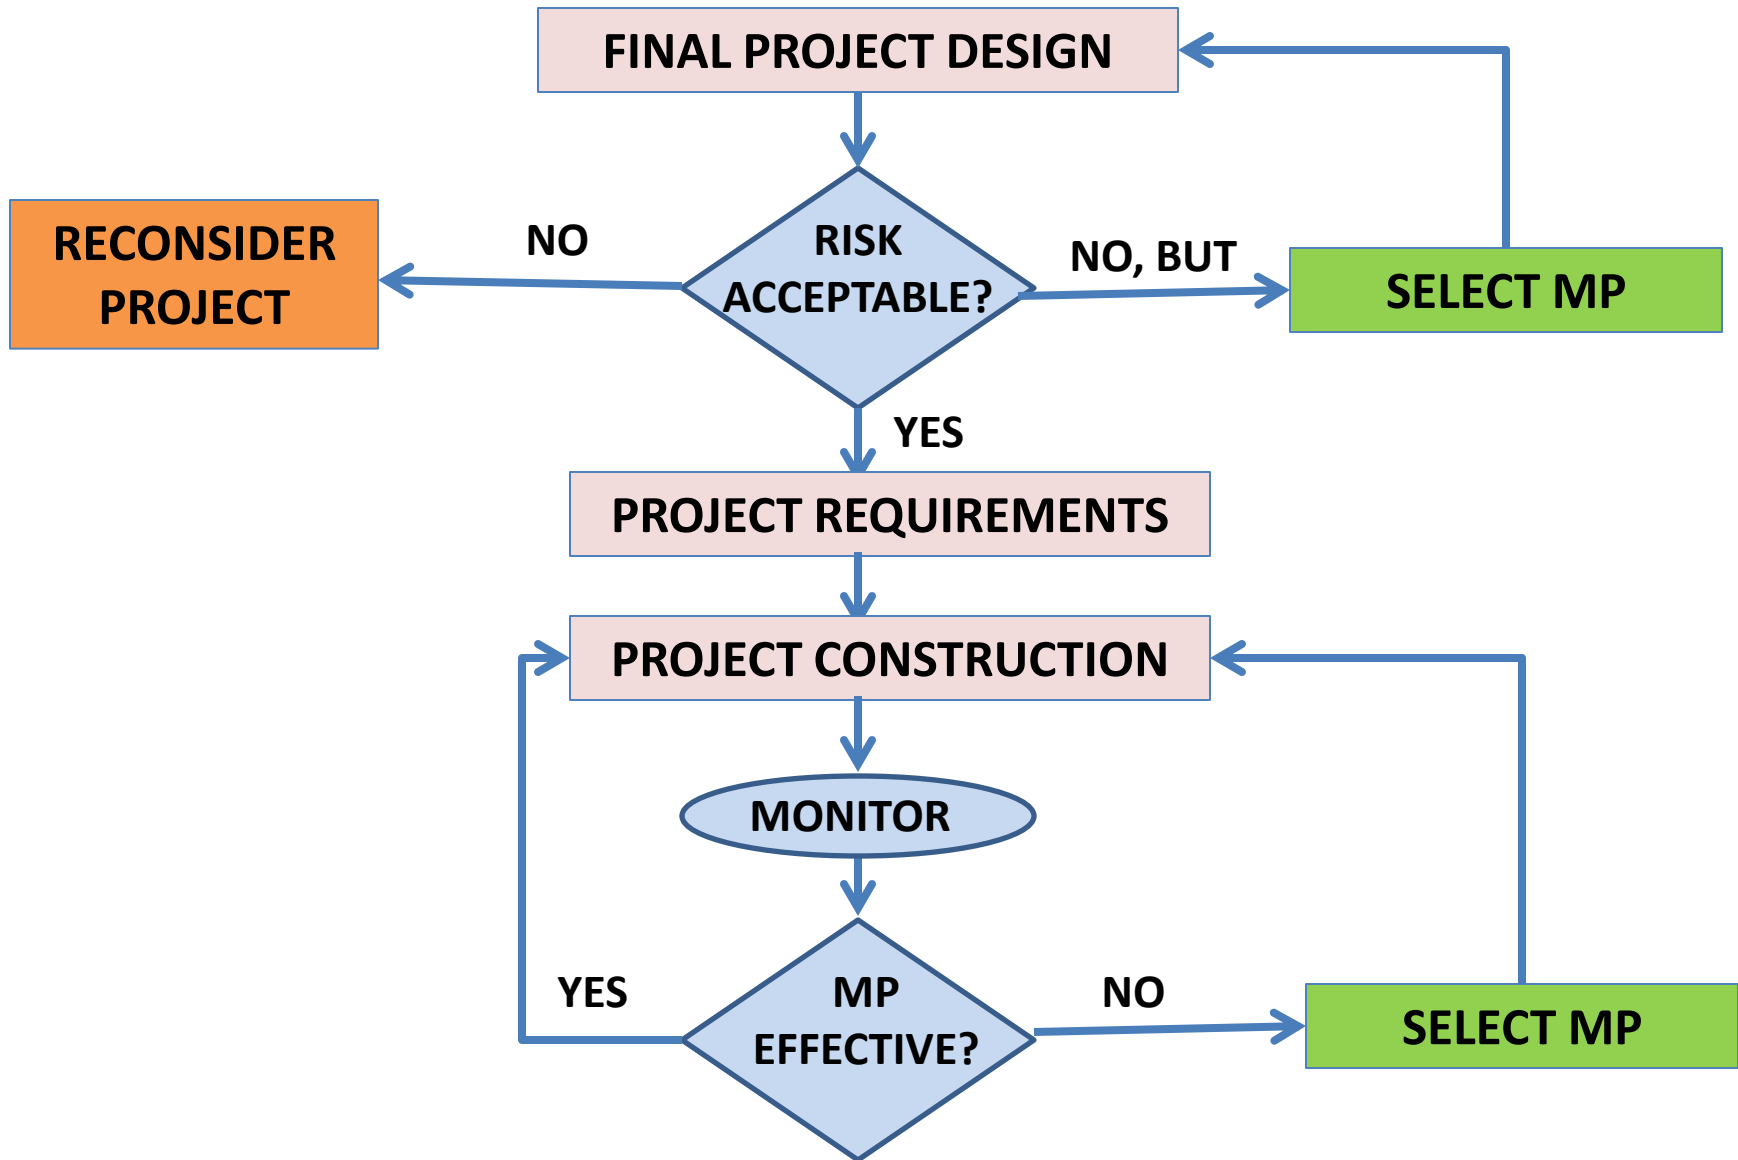 FINAL PROJECT DESIGN
RECONSIDER
PROJECT
NO
RISK
ACCEPTABLE?
NO, BUT
SELECT MP
YES
PROJECT REQUIREMENTS
PROJECT CONSTRUCTION
MONITOR
YES
MP
EFFECTIVE?
NO
SELECT MP